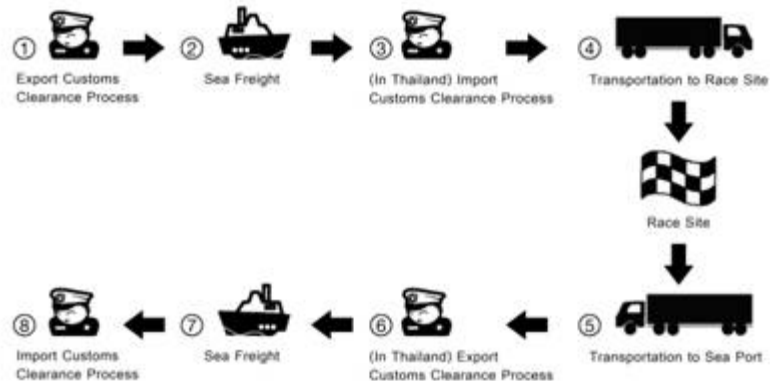 ①
Export Customs
Clearance Process
②
Sea Freight
③
(In Thailand) Import
Customs Clearance Process
④
Transportation to Race Site
Race Site
⑤
Transportation to Sea Port
⑥
(In Thailand) Export
Customs Clearance Process
⑦
Sea Freight
⑧
Import Customs
Clearance Process